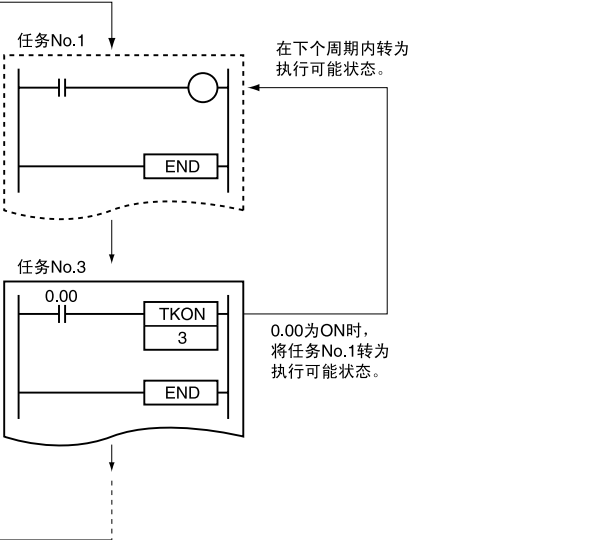 任务No.1
在下个周期内转为
执行可能状态。
END
任务No.3
0.00
TKON
3
0.00为ON时，
将任务No.1转为
执行可能状态。
END